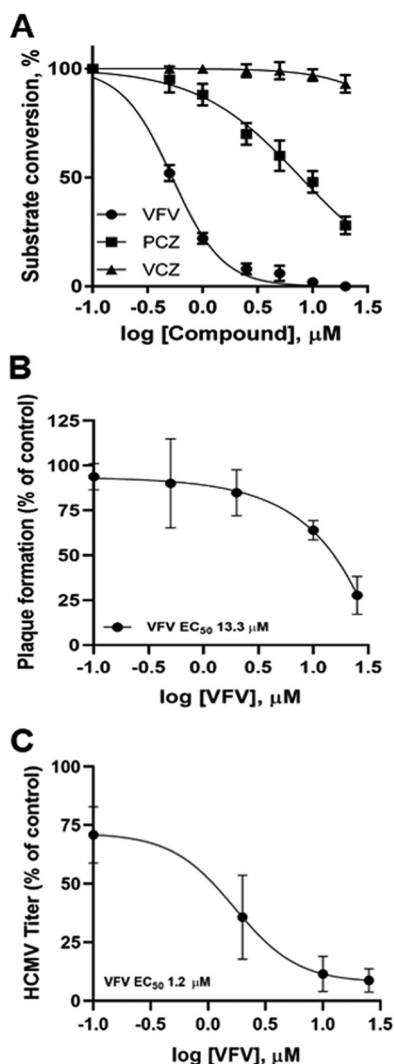 A
Substrate conversion, %
100
50
0
VFV
PCZ
VCZ
-1.0 -0.5 0.0 0.5 1.0 1.5
log [Compound], μM
B
Plaque formation (% of control)
125
100
75
50
25
0
VFV EC50 13.3 μM
-1.0 -0.5 0.0 0.5 1.0 1.5
log [VFV], μM
C
HCMV Titer (% of control)
100
75
50
25
0
VFV EC50 1.2 μM
-1.0 -0.5 0.0 0.5 1.0 1.5
log [VFV], μM